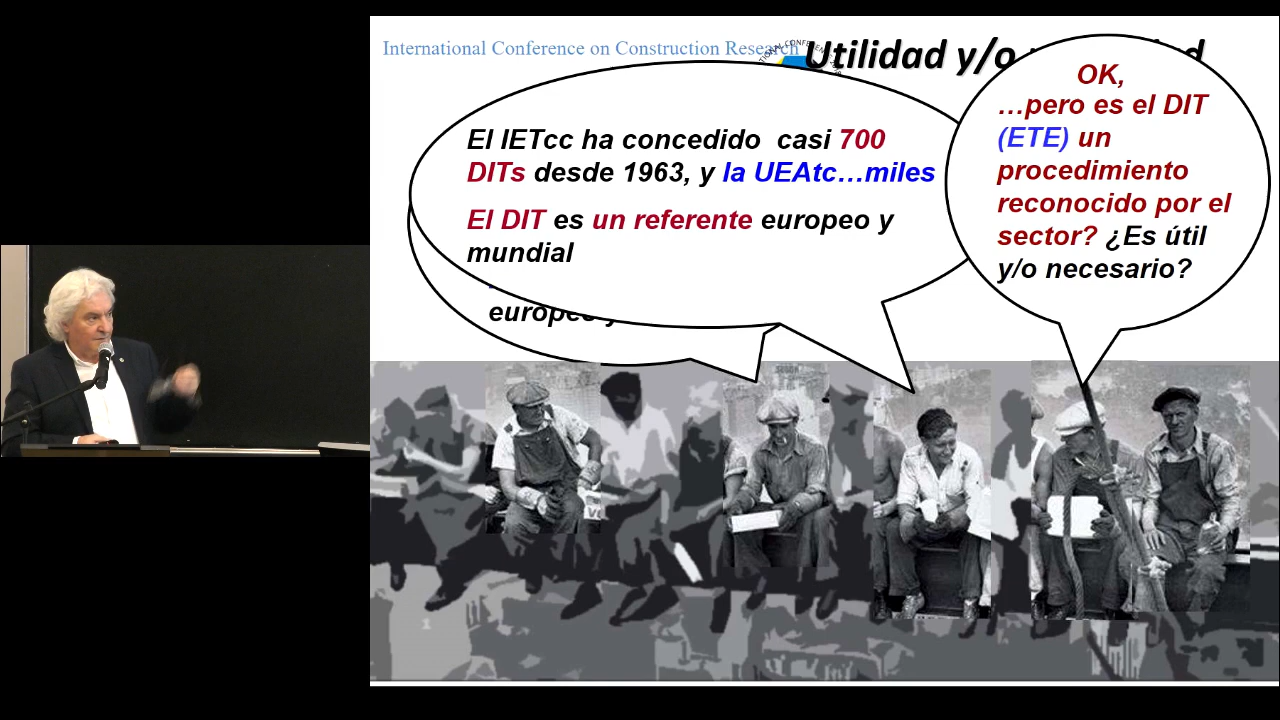 International Conference on Construction Research
Utilidad y/o
OK,
…pero es el DIT
(ETE) un
procedimiento
reconocido por el
sector? ¿Es útil
y/o necesario?
El IETcc ha concedido casi 700
DITs desde 1963, y la UEAtc…miles
El DIT es un referente europeo y
mundial
europeo y